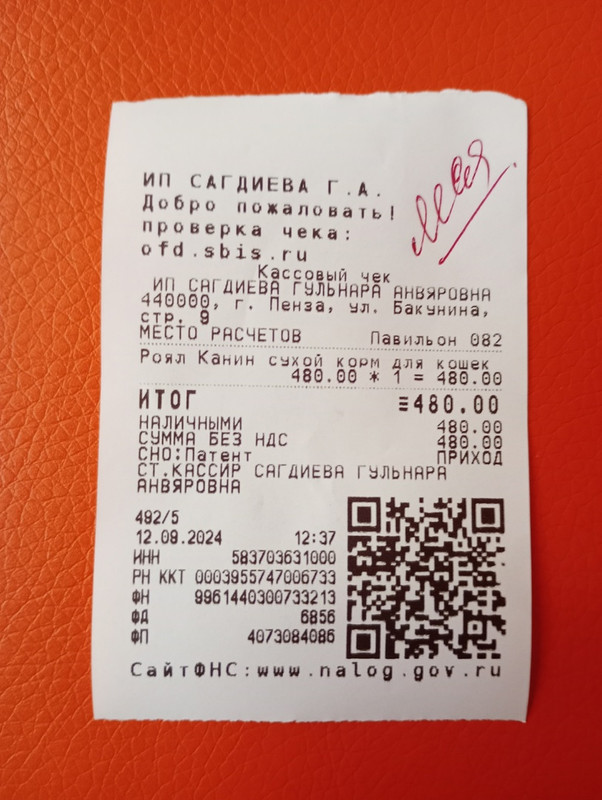 ИП САГДИЕВА Г.А.
Добро пожаловать!
проверка чека:
ofd.sbis.ru
Кассовый чек
ИП САГДИЕВА ГУЛЬНАРА АНВЯРОВНА
440000, г. Пенза, ул. Бакунина,
стр. 9
МЕСТО РАСЧЕТОВ Павильон 082
Роял Канин сухой корм для кошек
480.00 * 1 = 480.00
ИТОГ ≡480.00
НАЛИЧНЫМИ 480.00
СУММА БЕЗ НДС 480.00
СНО:Патент ПРИХОД
СТ.КАССИР САГДИЕВА ГУЛЬНАРА
АНВЯРОВНА
492/5
12.09.2024 12:37
ИНН 583703631000
РН ККТ 0003955747006733
ФН 9961440300733213
ФД 6856
ФП 4073084086
СайтФНС:www.nalog.gov.ru